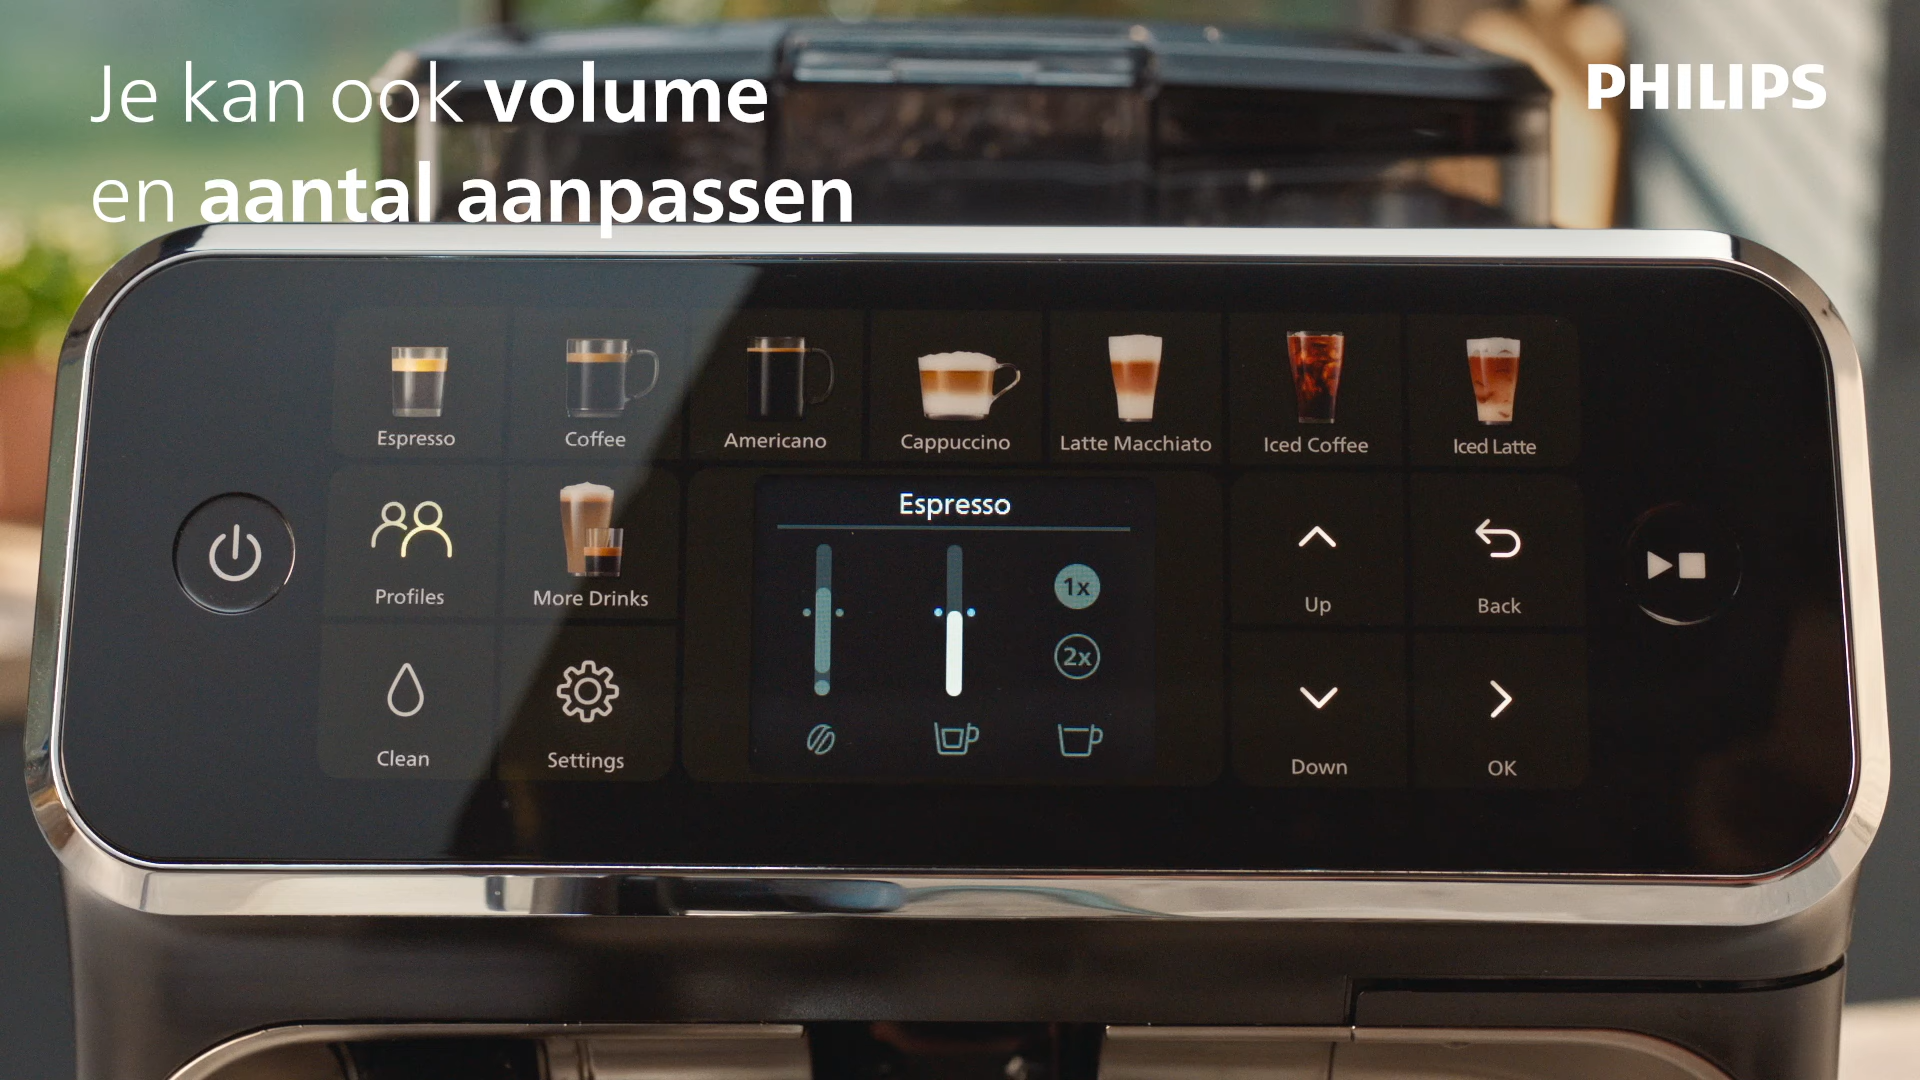 Je kan ook volume
en aantal aanpassen
PHILIPS
Espresso
Coffee
Americano
Cappuccino
Latte Macchiato
Iced Coffee
Iced Latte
Profiles
More Drinks
Espresso
1x
2x
Up
Back
Clean
Settings
Down
OK